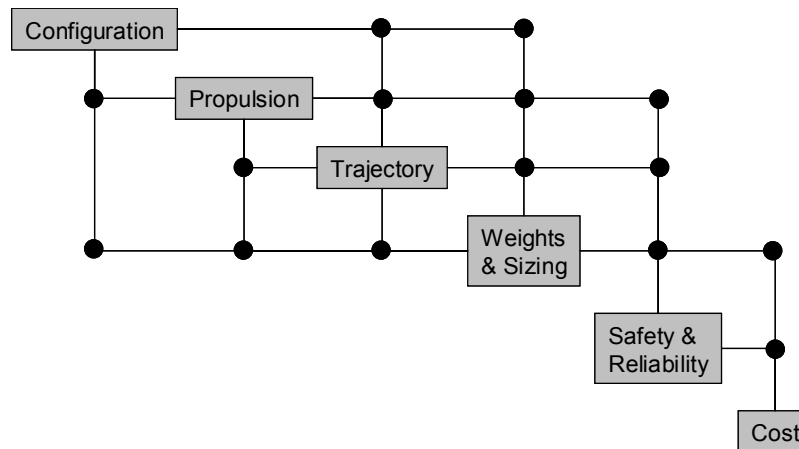 Configuration
Propulsion
Trajectory
Weights
& Sizing
Safety &
Reliability
Cost